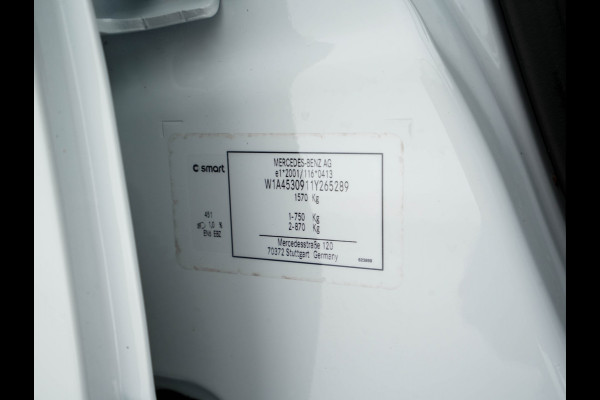 smart
MERCEDES-BENZ AG
e1*2001/116*0413
W1A4530911Y265289
1570 Kg
1-750 Kg
2-870 Kg
Mercedesstraße 120
70372 Stuttgart Germany